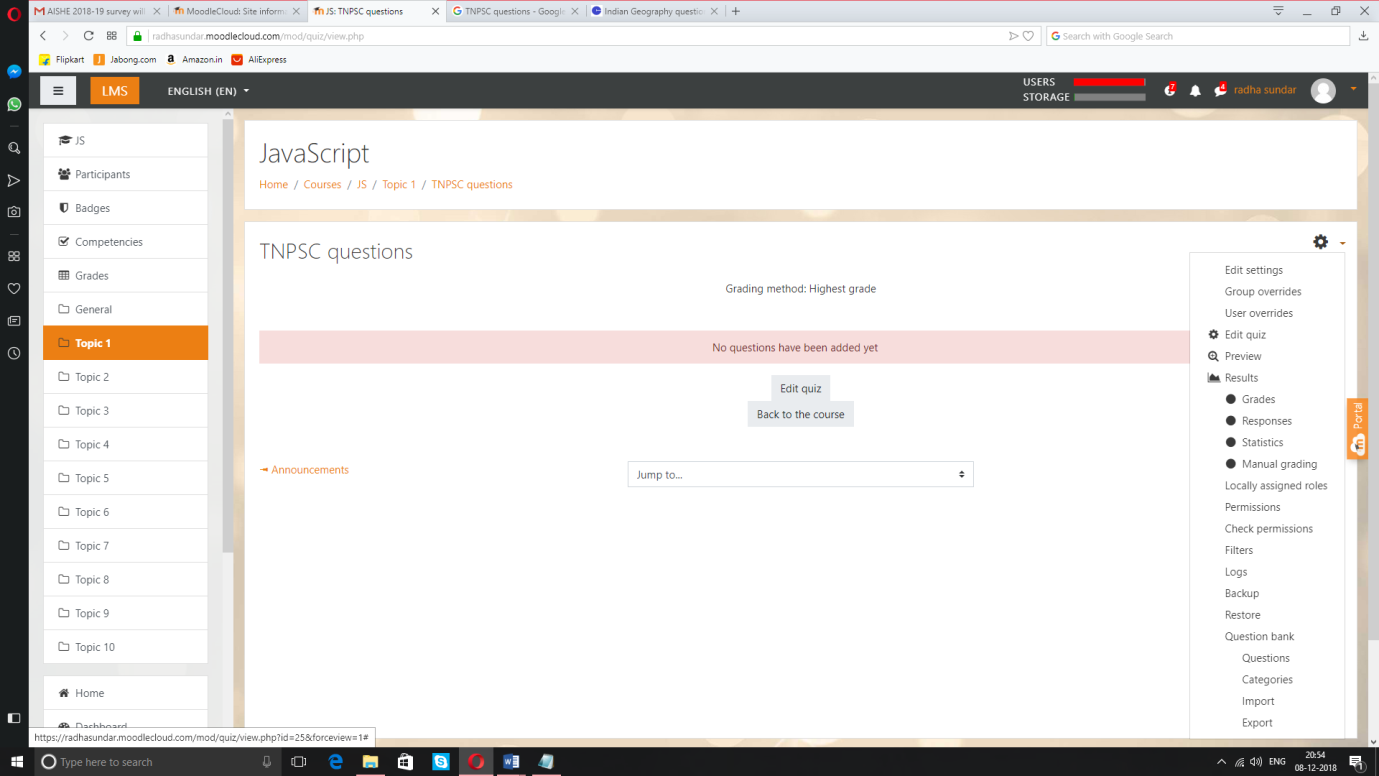 AISHE 2018-19 survey will
MoodleCloud: Site inform
JS: TNPSC questions
TNPSC questions - Google
Indian Geography questio
radhasundar.moodlecloud.com/mod/quiz/view.php
Search with Google Search
Flipkart
Jabong.com
Amazon.in
AliExpress
LMS
ENGLISH (EN)
USERS
STORAGE
7
4
radha sundar
JS
Participants
Badges
Competencies
Grades
General
Topic 1
Topic 2
Topic 3
Topic 4
Topic 5
Topic 6
Topic 7
Topic 8
Topic 9
Topic 10
Home
Dashboard
JavaScript
Home / Courses / JS / Topic 1 / TNPSC questions
TNPSC questions
Grading method: Highest grade
No questions have been added yet
Edit quiz
Back to the course
Announcements
Jump to...
Edit settings
Group overrides
User overrides
Edit quiz
Preview
Results
Grades
Responses
Statistics
Manual grading
Locally assigned roles
Permissions
Check permissions
Filters
Logs
Backup
Restore
Question bank
Questions
Categories
Import
Export
Portal
https://radhasundar.moodlecloud.com/mod/quiz/view.php?id=25&forceview=1#
Type here to search
ENG
20:54
08-12-2018
1